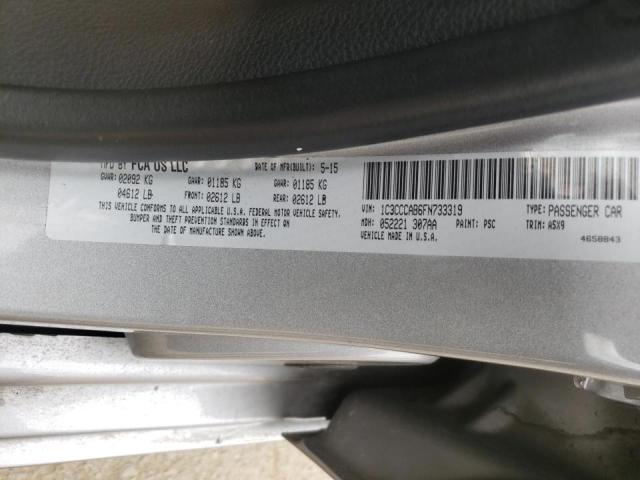 MFD BY FCA US LLC DATE OF MFR(BUILT): 5-15
GVWR: 02092 KG GAWR: 01185 KG GAWR: 01185 KG
04612 LB FRONT: 02612 LB REAR: 02612 LB
THIS VEHICLE CONFORMS TO ALL APPLICABLE U.S.A. FEDERAL MOTOR VEHICLE SAFETY,
BUMPER AND THEFT PREVENTION STANDARDS IN EFFECT ON
THE DATE OF MANUFACTURE SHOWN ABOVE.
VIN: 1C3CCCAB6FN733319 TYPE: PASSENGER CAR
MDH: 052221 307AA PAINT: PSC TRIM: A5X9
VEHICLE MADE IN U.S.A. 4658843